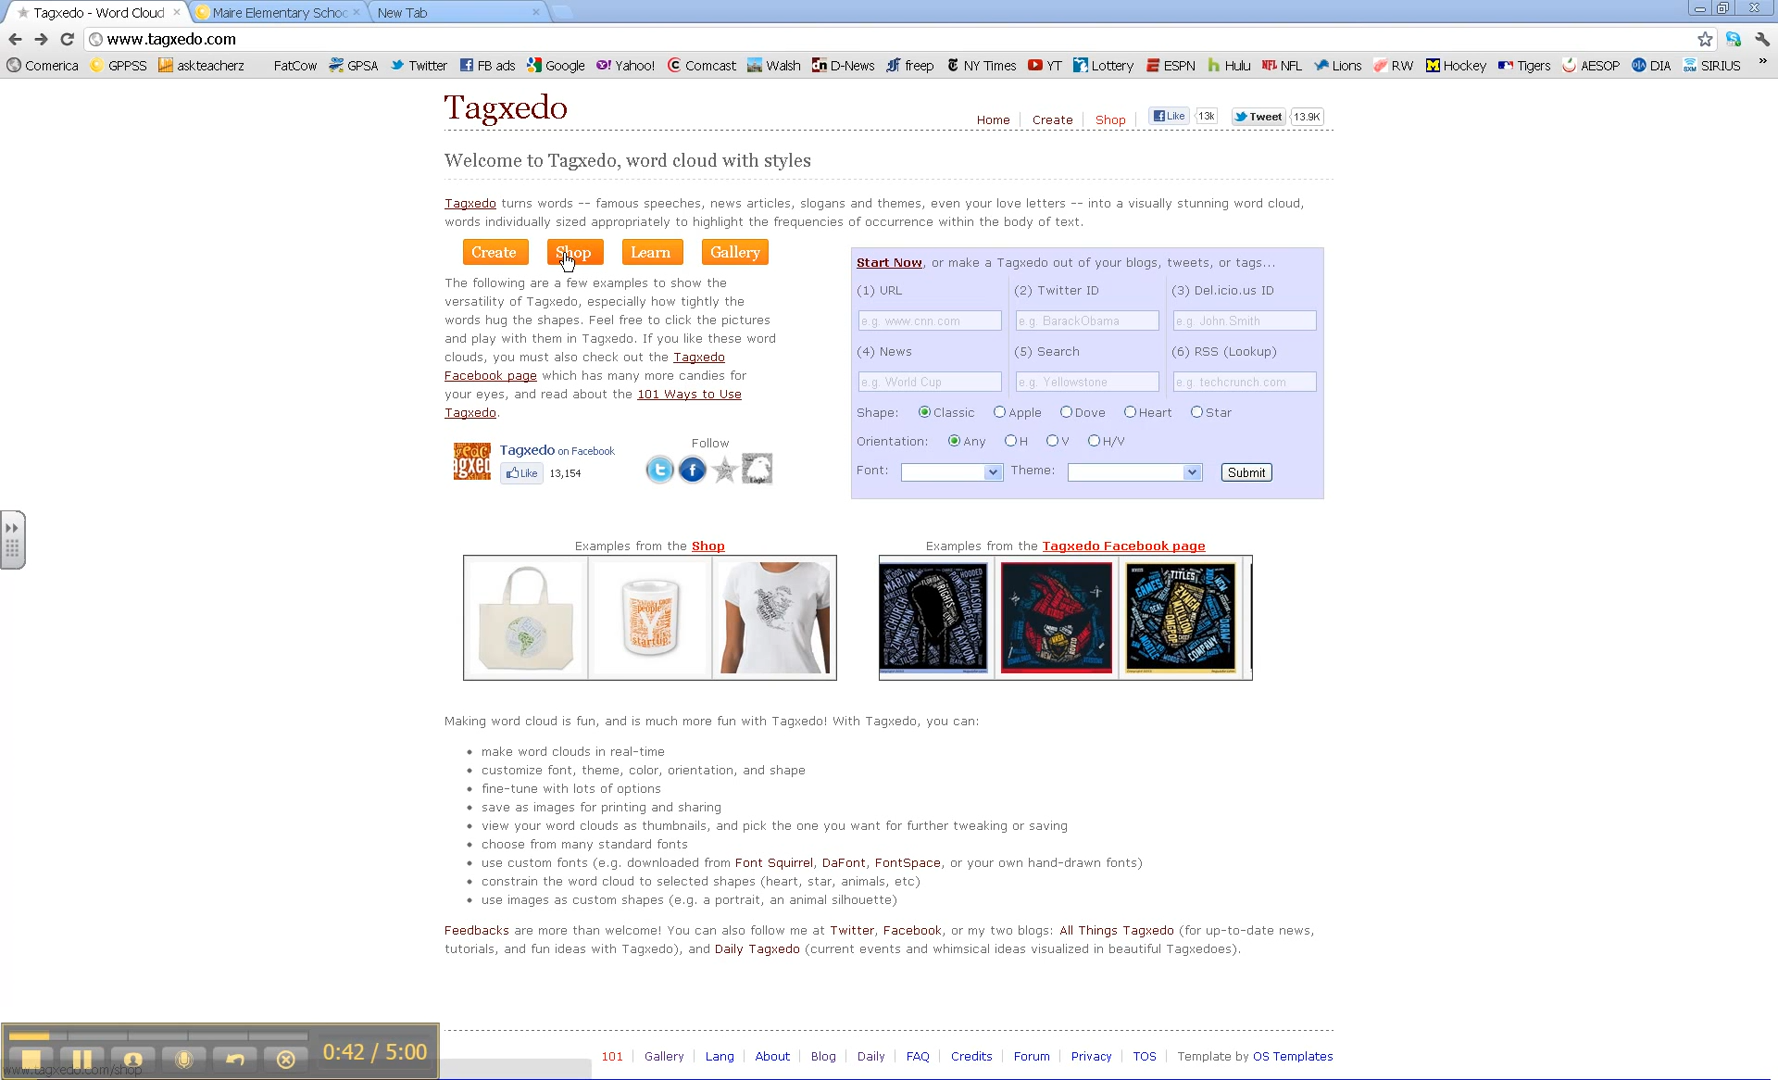 Tagxedo - Word Cloud
Maire Elementary Schoo
New Tab
www.tagxedo.com
Comerica GPPSS askteacherz FatCow GPSA Twitter FB ads Google Yahoo! Comcast Walsh D-News freep NY Times YT Lottery ESPN Hulu NFL Lions RW Hockey Tigers AESOP DIA SIRIUS »
Tagxedo
Home Create Shop Like 13k Tweet 13.9K
Welcome to Tagxedo, word cloud with styles
Tagxedo turns words -- famous speeches, news articles, slogans and themes, even your love letters -- into a visually stunning word cloud,
words individually sized appropriately to highlight the frequencies of occurrence within the body of text.
Create Shop Learn Gallery
The following are a few examples to show the
versatility of Tagxedo, especially how tightly the
words hug the shapes. Feel free to click the pictures
and play with them in Tagxedo. If you like these word
clouds, you must also check out the Tagxedo
Facebook page which has many more candies for
your eyes, and read about the 101 Ways to Use
Tagxedo.
Tagxedo on Facebook
Like 13,154
Follow
Start Now, or make a Tagxedo out of your blogs, tweets, or tags...
(1) URL (2) Twitter ID (3) Del.icio.us ID
e.g. www.cnn.com e.g. BarackObama e.g. John.Smith
(4) News (5) Search (6) RSS (Lookup)
e.g. World Cup e.g. Yellowstone e.g. techcrunch.com
Shape: Classic Apple Dove Heart Star
Orientation: Any H V H/V
Font: Theme: Submit
Examples from the Shop
Examples from the Tagxedo Facebook page
Making word cloud is fun, and is much more fun with Tagxedo! With Tagxedo, you can:
• make word clouds in real-time
• customize font, theme, color, orientation, and shape
• fine-tune with lots of options
• save as images for printing and sharing
• view your word clouds as thumbnails, and pick the one you want for further tweaking or saving
• choose from many standard fonts
• use custom fonts (e.g. downloaded from Font Squirrel, DaFont, FontSpace, or your own hand-drawn fonts)
• constrain the word cloud to selected shapes (heart, star, animals, etc)
• use images as custom shapes (e.g. a portrait, an animal silhouette)
Feedbacks are more than welcome! You can also follow me at Twitter, Facebook, or my two blogs: All Things Tagxedo (for up-to-date news,
tutorials, and fun ideas with Tagxedo), and Daily Tagxedo (current events and whimsical ideas visualized in beautiful Tagxedoes).
101 Gallery Lang About Blog Daily FAQ Credits Forum Privacy TOS Template by OS Templates
0:42 / 5:00
www.tagxedo.com/shop